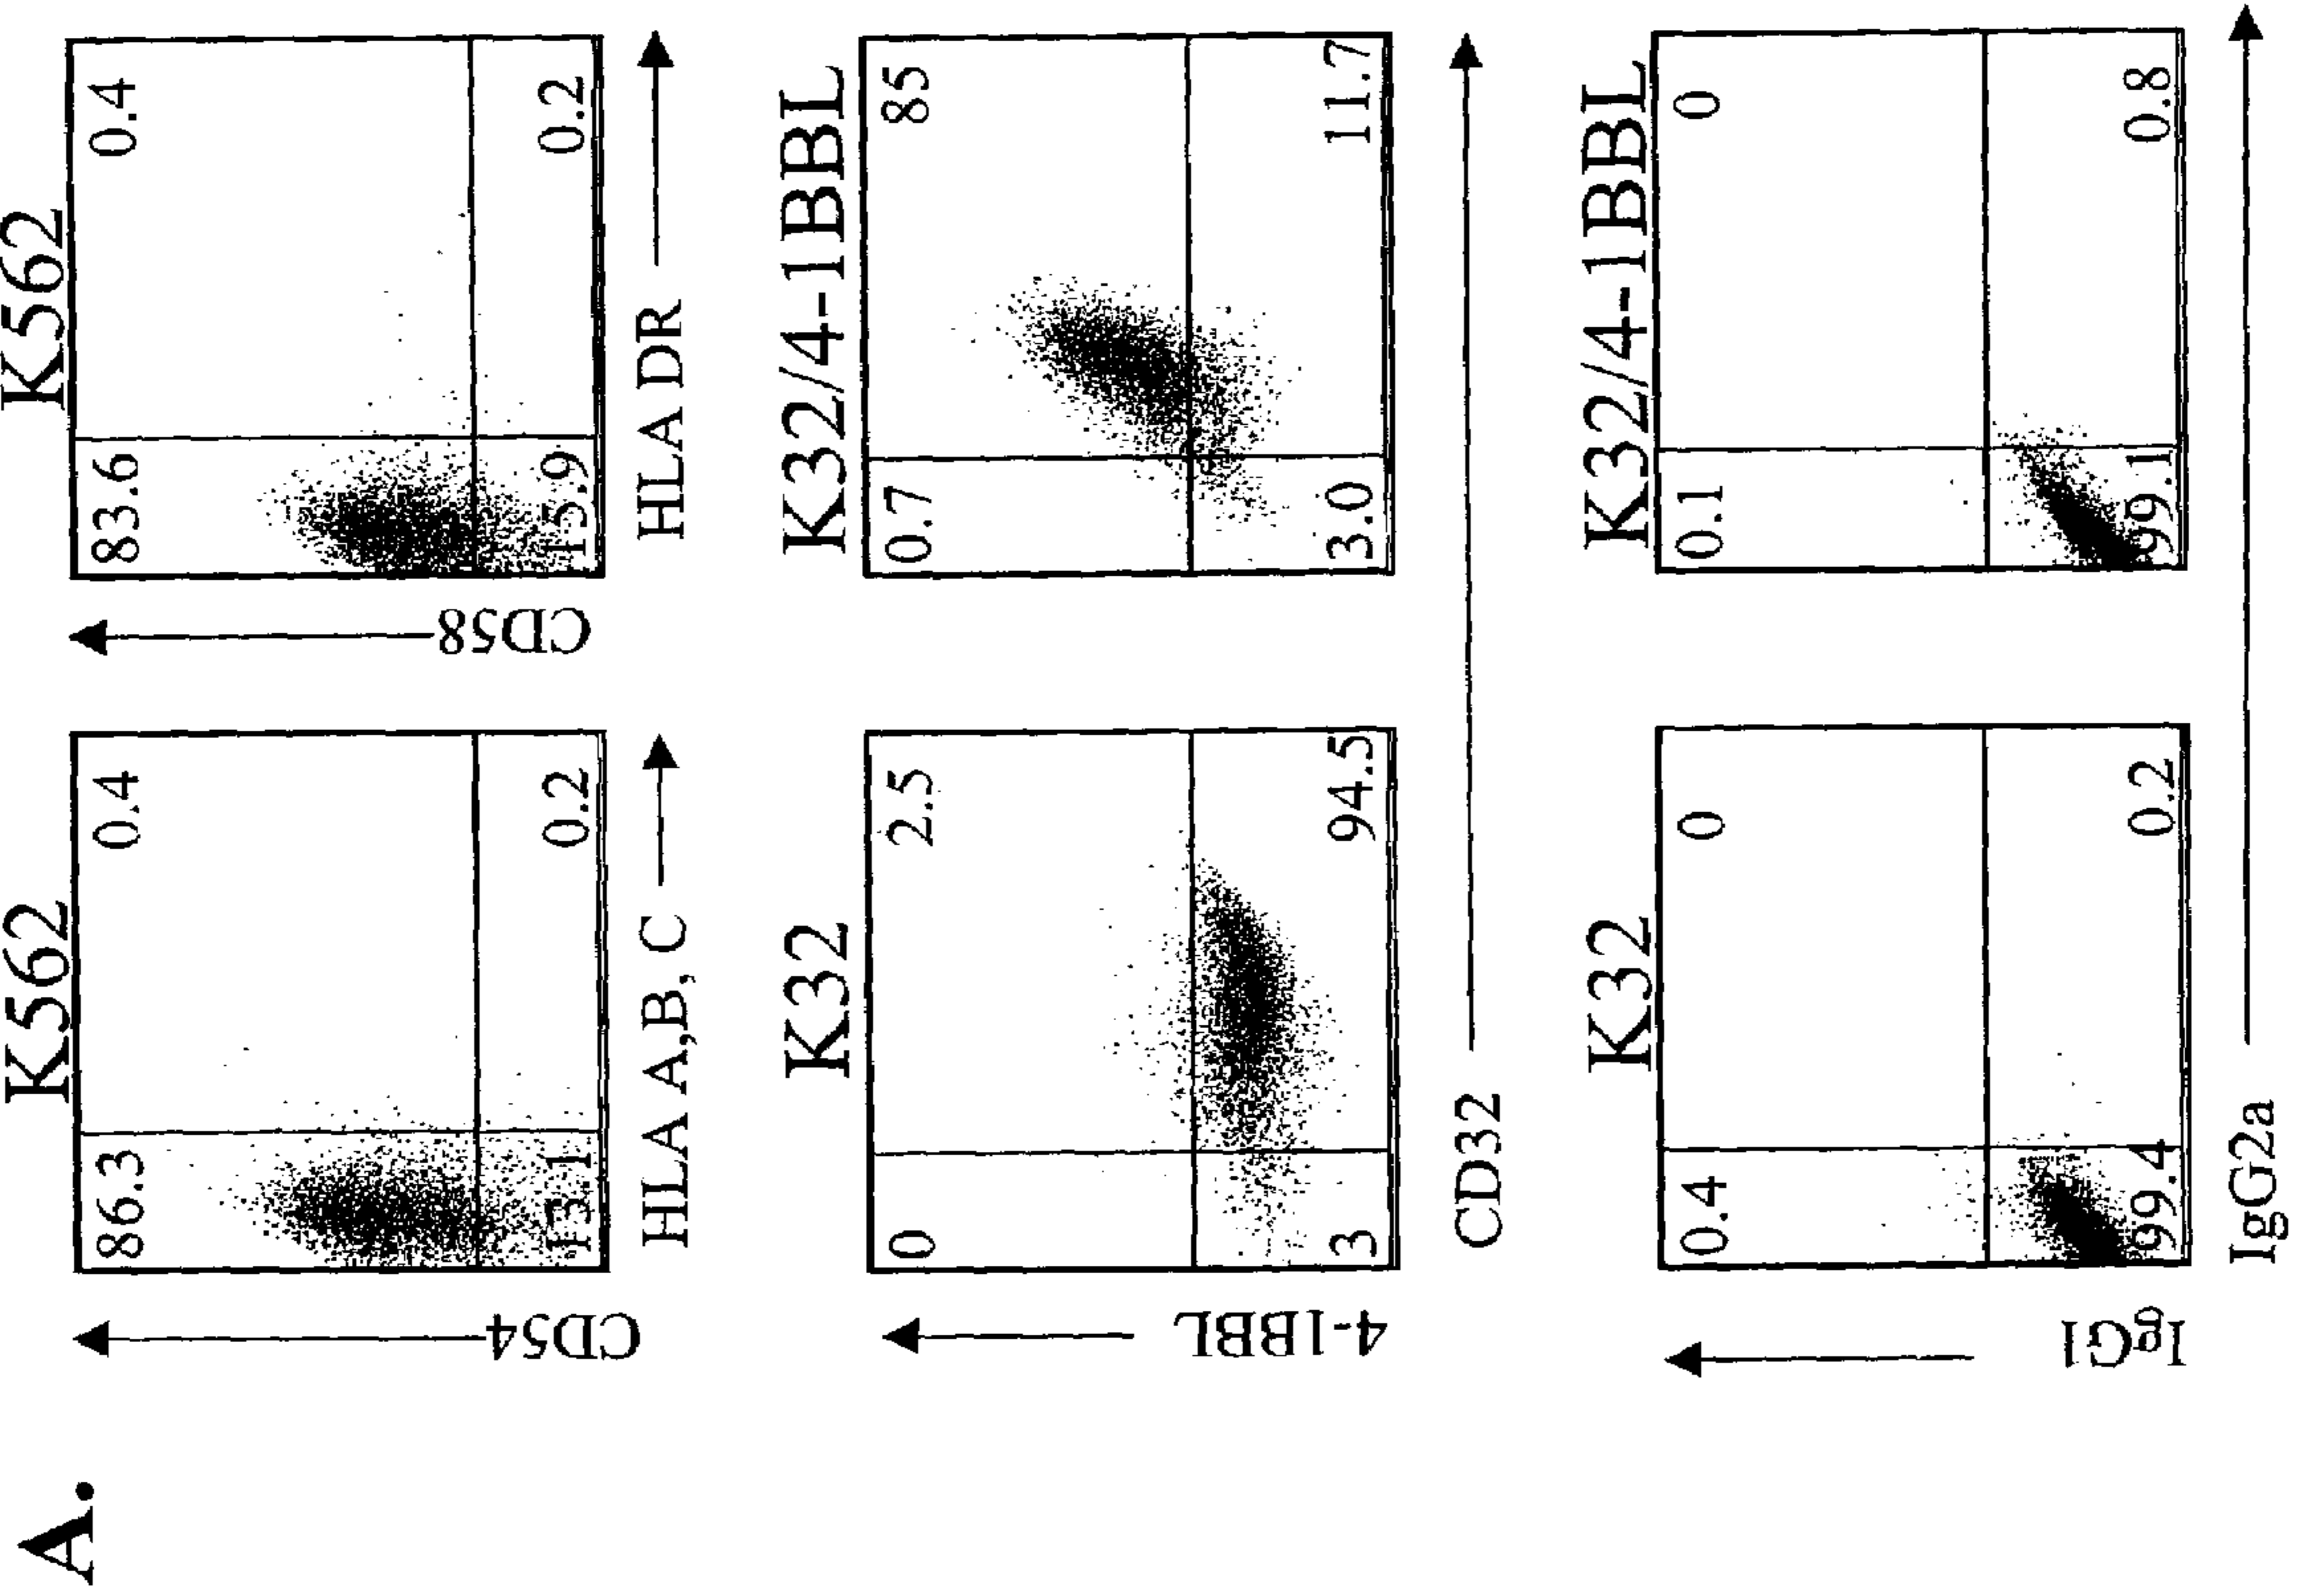 A.
K562
K562
86.3
0.4
83.6
0.4
CD54
13.1
0.2
CD58
15.9
0.2
HLA A,B, C
HLA DR
K32
K32/4-1BBL
0
2.5
0.7
85
4-1BBL
3
94.5
3.0
11.7
CD32
K32
K32/4-1BBL
0.4
0
0.1
0
IgG1
99.4
0.2
99.1
0.8
IgG2a